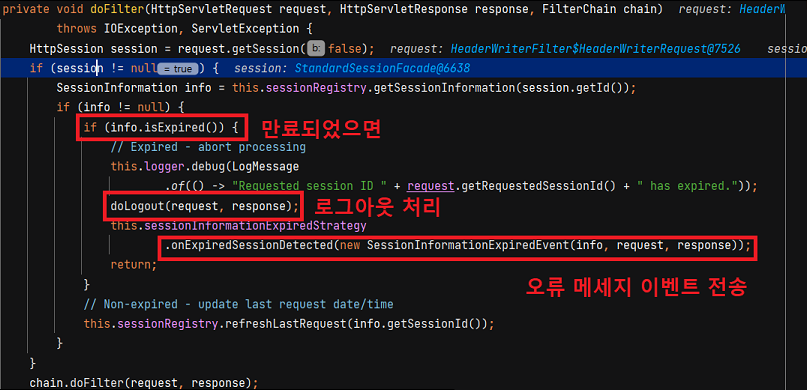 private void doFilter(HttpServletRequest request, HttpServletResponse response, FilterChain chain)  request: HeaderW
throws IOException, ServletException {
HttpSession session = request.getSession( b: false);  request: HeaderWriterFilter$HeaderWriterRequest@7526    sessio
if (session != null = true ) {  session: StandardSessionFacade@6638
SessionInformation info = this.sessionRegistry.getSessionInformation(session.getId());
if (info != null) {
if (info.isExpired()) { 만료되었으면
// Expired - abort processing
this.logger.debug(LogMessage
.of(() -> "Requested session ID " + request.getRequestedSessionId() + " has expired."));
doLogout(request, response); 로그아웃 처리
this.sessionInformationExpiredStrategy
.onExpiredSessionDetected(new SessionInformationExpiredEvent(info, request, response));
return;
오류 메세지 이벤트 전송
}
// Non-expired - update last request date/time
this.sessionRegistry.refreshLastRequest(info.getSessionId());
}
}
chain.doFilter(request, response);